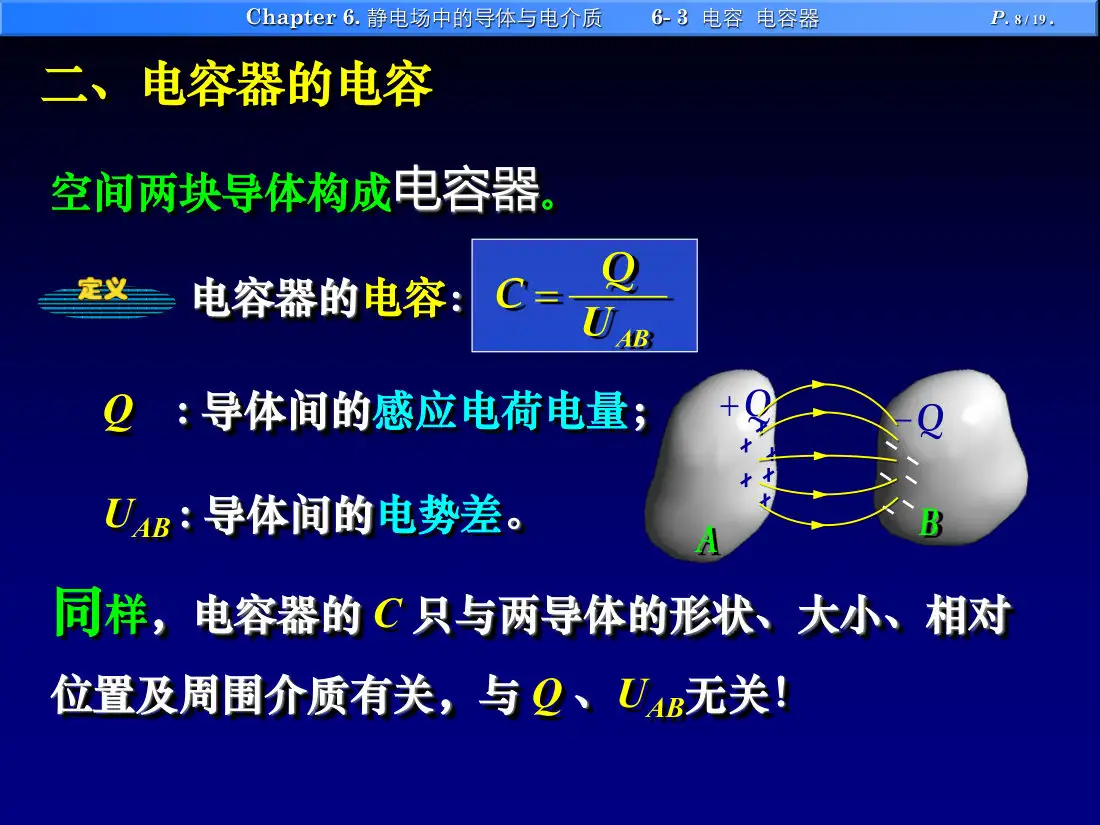 Chapter 6. 静电场中的导体与电介质 6-3 电容 电容器 P. 8 / 19 .
二、电容器的电容
空间两块导体构成电容器。
定义 电容器的电容: C = Q / U_AB
Q : 导体间的感应电荷电量;
U_AB : 导体间的电势差。
+Q
−Q
A
B
同样，电容器的 C 只与两导体的形状、大小、相对
位置及周围介质有关，与 Q 、U_AB无关!